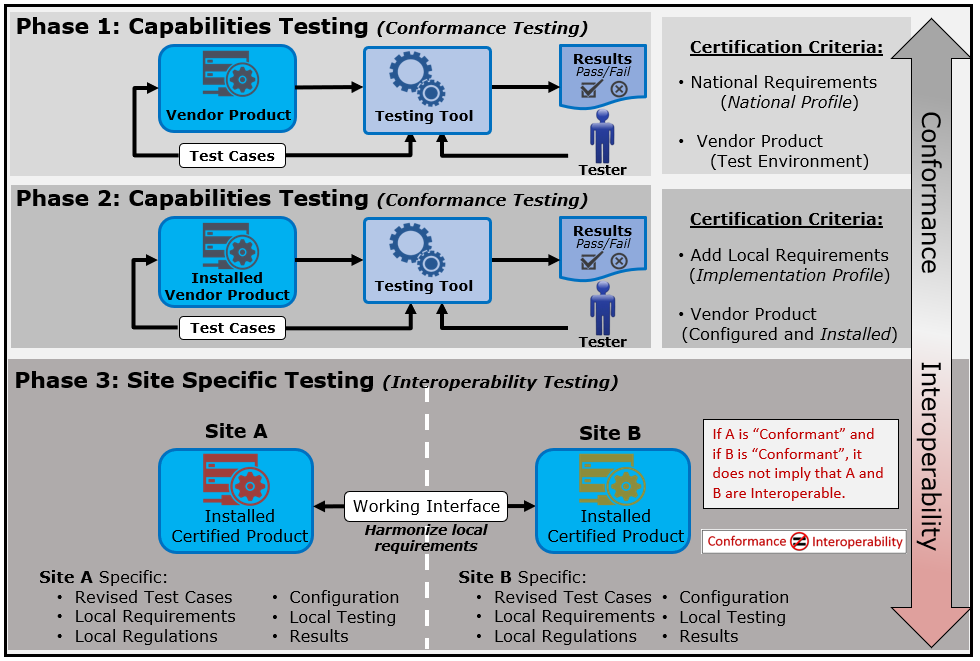 Phase 1: Capabilities Testing (Conformance Testing)
Vendor Product
Testing Tool
Results
Pass/Fail
Test Cases
Tester
Certification Criteria:
• National Requirements
(National Profile)
• Vendor Product
(Test Environment)
Phase 2: Capabilities Testing (Conformance Testing)
Installed
Vendor Product
Testing Tool
Results
Pass/Fail
Test Cases
Tester
Certification Criteria:
• Add Local Requirements
(Implementation Profile)
• Vendor Product
(Configured and Installed)
Conformance
Interoperability
Phase 3: Site Specific Testing (Interoperability Testing)
Site A
Installed
Certified Product
Working Interface
Harmonize local
requirements
Site B
Installed
Certified Product
If A is “Conformant” and
if B is “Conformant”, it
does not imply that A and
B are Interoperable.
Conformance ≠ Interoperability
Site A Specific:
• Revised Test Cases
• Local Requirements
• Local Regulations
• Configuration
• Local Testing
• Results
Site B Specific:
• Revised Test Cases
• Local Requirements
• Local Regulations
• Configuration
• Local Testing
• Results